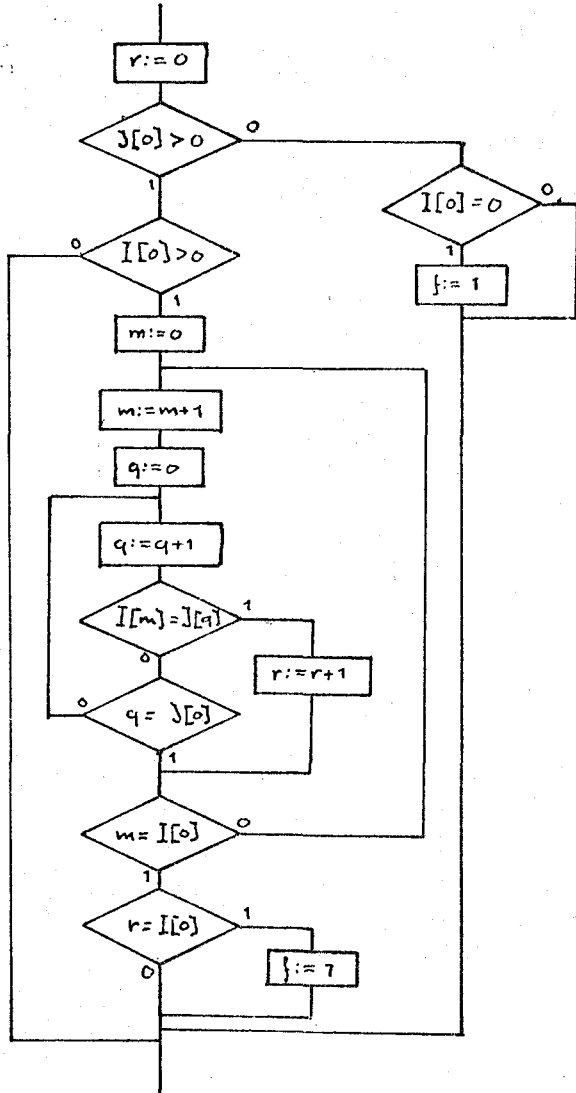 r:=0
J[0]>0
0
1
I[0]=0
0
1
f:=1
I[0]>0
0
1
m:=0
m:=m+1
q:=0
q:=q+1
I[m]=J[q]
1
0
r:=r+1
q=J[0]
0
1
m=I[0]
0
1
r=I[0]
1
0
f:=1